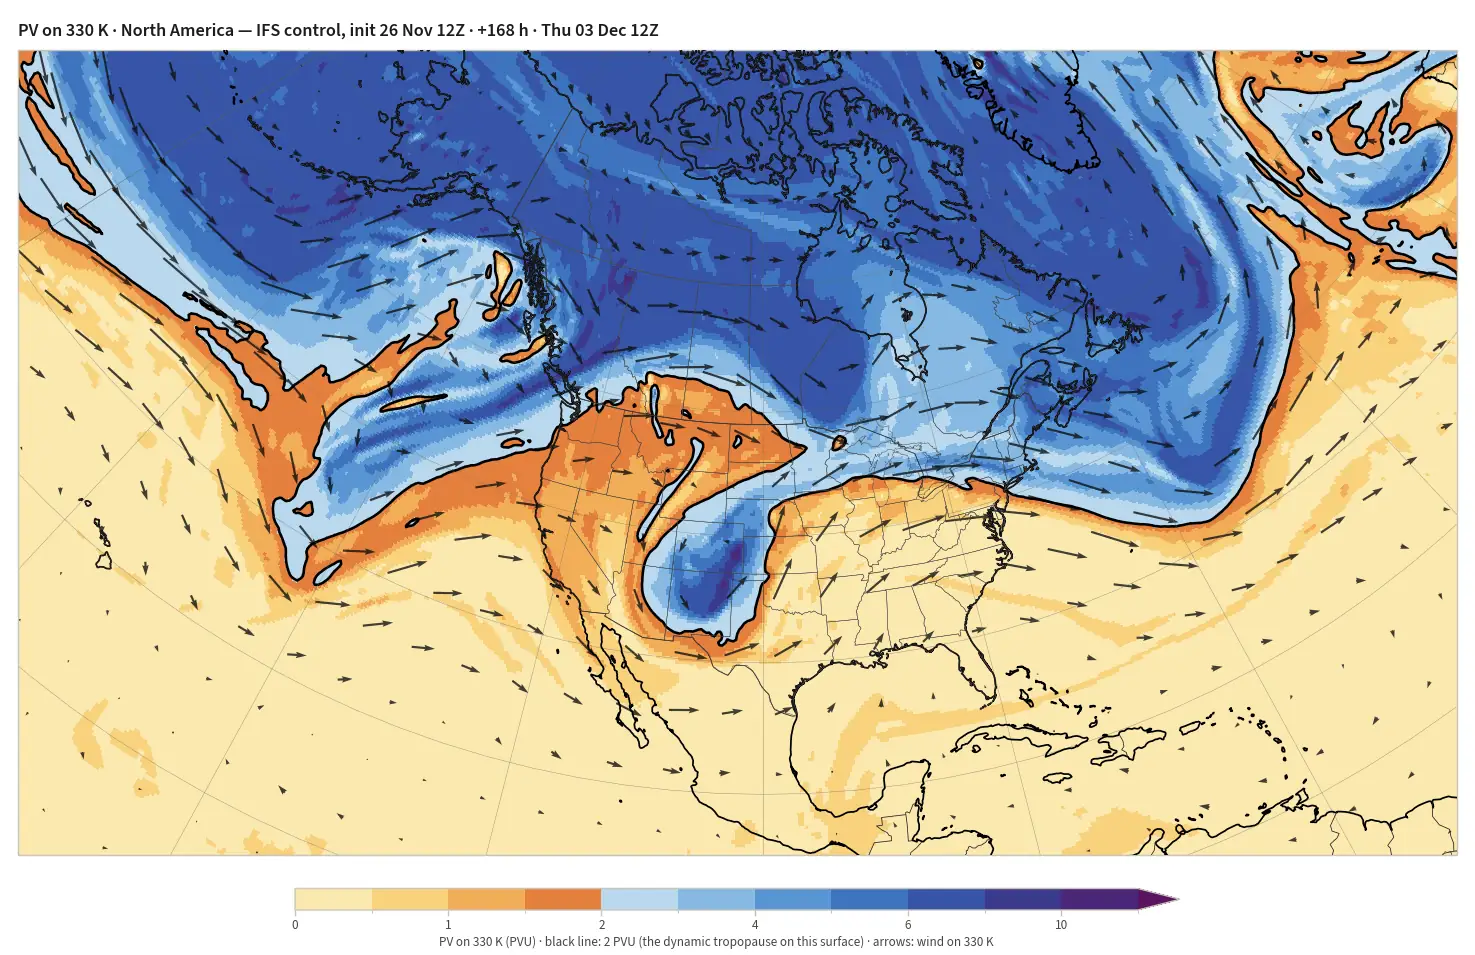 PV on 330 K · North America — IFS control, init 26 Nov 12Z · +168 h · Thu 03 Dec 12Z
0 1 2 4 6 10
PV on 330 K (PVU) · black line: 2 PVU (the dynamic tropopause on this surface) · arrows: wind on 330 K